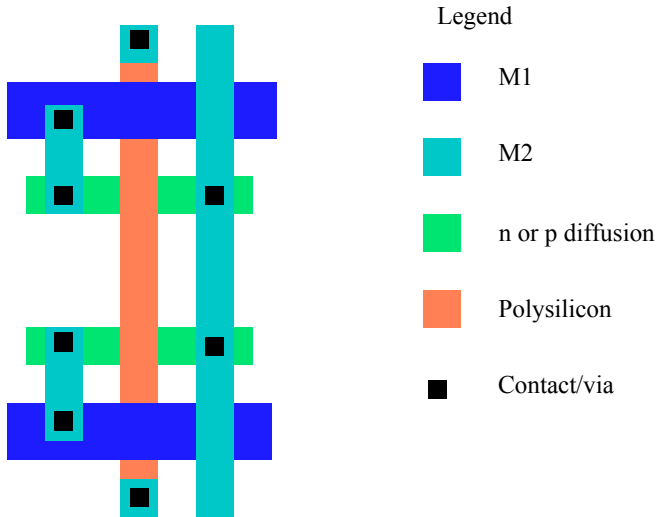 Legend
M1
M2
n or p diffusion
Polysilicon
Contact/via